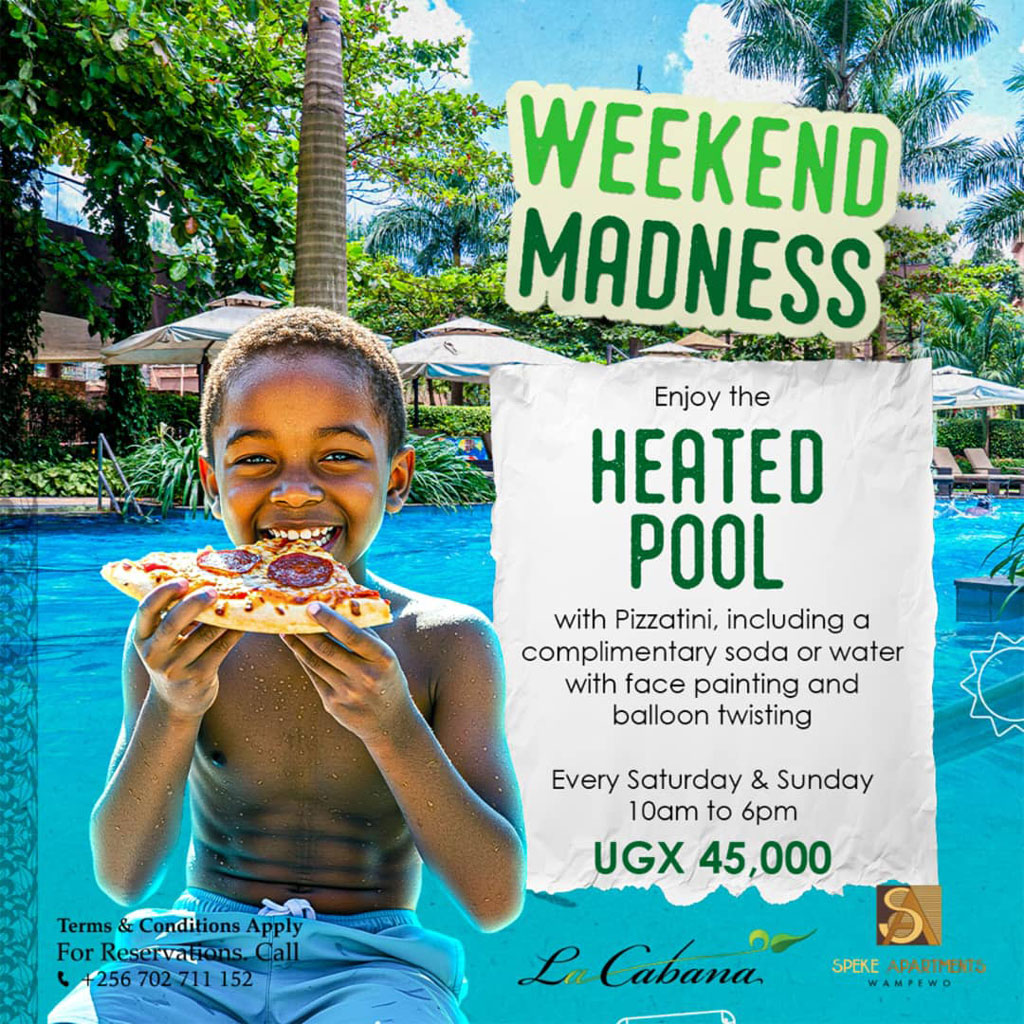 WEEKEND
MADNESS
Enjoy the
HEATED
POOL
with Pizzatini, including a
complimentary soda or water
with face painting and
balloon twisting
Every Saturday & Sunday
10am to 6pm
UGX 45,000
Terms & Conditions Apply
For Reservations. Call
+256 702 711 152
La Cabana
SA
SPEKE APARTMENTS
WAMPEWO